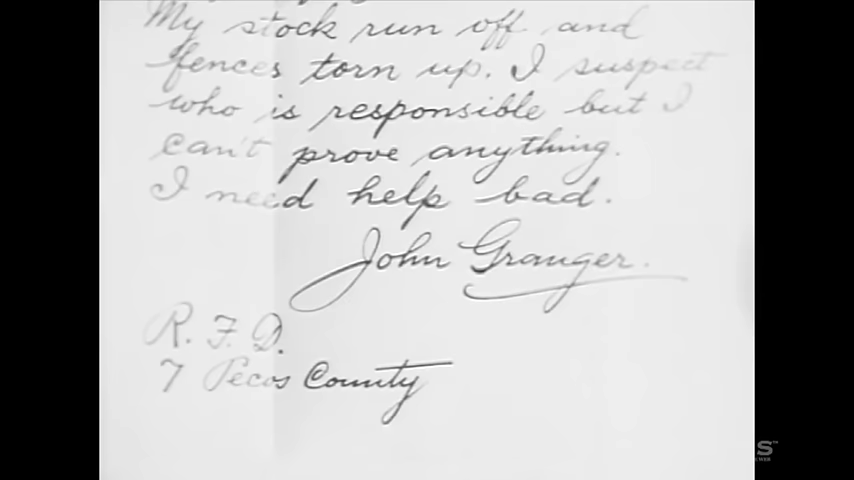 My stock run off and
fences torn up. I suspect
who is responsible but I
can't prove anything.
I need help bad.
John Granger.
R. F. D.
7 Pecos County
S™